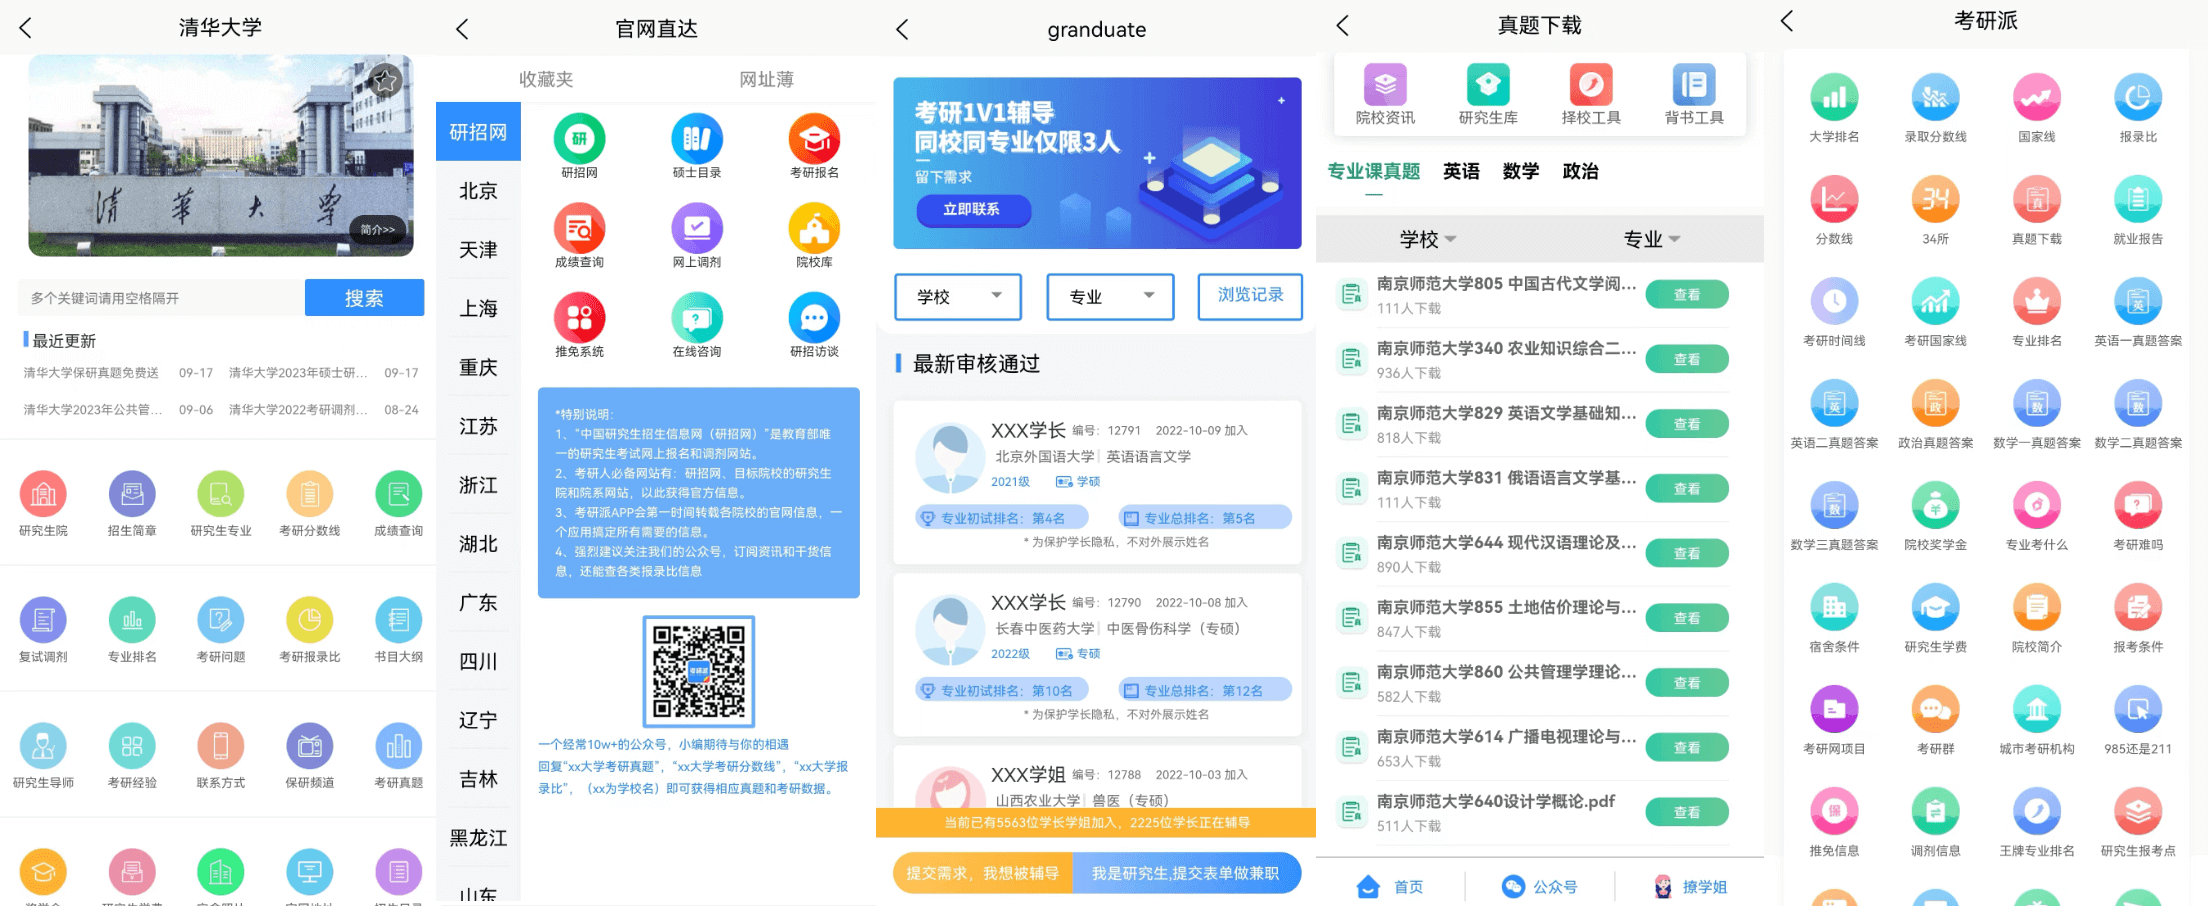 清华大学
清华大学
简介>>
多个关键词请用空格隔开
搜索
最近更新
清华大学保研真题免费送 09-17 清华大学2023年硕士研... 09-17
清华大学2023年公共管... 09-06 清华大学2022考研调剂... 08-24
研究生院 招生简章 研究生专业 考研分数线 成绩查询
复试调剂 专业排名 考研问题 考研报录比 书目大纲
研究生导师 考研经验 联系方式 保研频道 考研真题
官网直达
收藏夹 网址薄
研招网
北京
天津
上海
重庆
江苏
浙江
湖北
广东
四川
辽宁
吉林
黑龙江
山东
研
研招网 硕士目录 考研报名
成绩查询 网上调剂 院校库
推免系统 在线咨询 研招访谈
*特别说明：
1、“中国研究生招生信息网（研招网）”是教育部唯
一的研究生考试网上报名和调剂网站。
2、考研人必备网站有：研招网、目标院校的研究生
院和院系网站，以此获得官方信息。
3、考研派APP会第一时间转载各院校的官网信息，一
个应用搞定所有需要的信息。
4、强烈建议关注我们的公众号，订阅资讯和干货信
息，还能查各类报录比信息
考研派
一个经常10w+的公众号，小编期待与你的相遇
回复“xx大学考研真题”，“xx大学考研分数线”，“xx大学报
录比”，（xx为学校名）即可获得相应真题和考研数据。
granduate
考研1V1辅导
同校同专业仅限3人
留下需求
立即联系
学校 专业 浏览记录
最新审核通过
XXX学长 编号：12791 2022-10-09 加入
北京外国语大学 | 英语语言文学
2021级 学硕
专业初试排名：第4名 专业总排名：第5名
* 为保护学长隐私，不对外展示姓名
XXX学长 编号：12790 2022-10-08 加入
长春中医药大学 | 中医骨伤科学（专硕）
2022级 专硕
专业初试排名：第10名 专业总排名：第12名
* 为保护学长隐私，不对外展示姓名
XXX学姐 编号：12788 2022-10-03 加入
山西农业大学 | 兽医（专硕）
当前已有5563位学长学姐加入，2225位学长正在辅导
提交需求，我想被辅导 我是研究生,提交表单做兼职
真题下载
院校资讯 研究生库 择校工具 背书工具
专业课真题 英语 数学 政治
学校 专业
南京师范大学805 中国古代文学阅... 查看
111人下载
南京师范大学340 农业知识综合二... 查看
936人下载
南京师范大学829 英语文学基础知... 查看
818人下载
南京师范大学831 俄语语言文学基... 查看
111人下载
南京师范大学644 现代汉语理论及... 查看
890人下载
南京师范大学855 土地估价理论与... 查看
847人下载
南京师范大学860 公共管理学理论... 查看
582人下载
南京师范大学614 广播电视理论与... 查看
653人下载
南京师范大学640设计学概论.pdf 查看
511人下载
首页 公众号 撩学姐
考研派
大学排名 录取分数线 国家线 报录比
34 真
分数线 34所 真题下载 就业报告
英
考研时间线 考研国家线 专业排名 英语一真题答案
英 政 数 数
英语二真题答案 政治真题答案 数学一真题答案 数学二真题答案
数
数学三真题答案 院校奖学金 专业考什么 考研难吗
宿舍条件 研究生学费 院校简介 报考条件
考研网项目 考研群 城市考研机构 985还是211
保
推免信息 调剂信息 王牌专业排名 研究生报考点